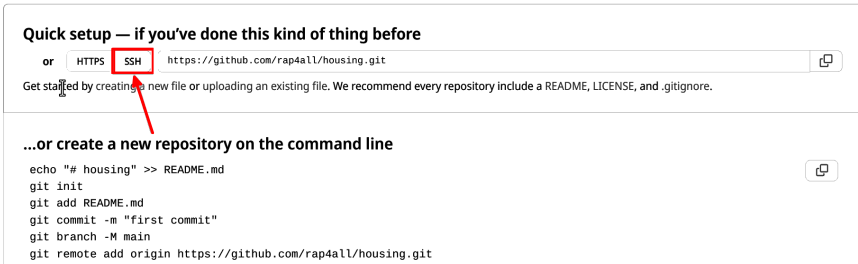 Quick setup — if you’ve done this kind of thing before
or HTTPS SSH https://github.com/rap4all/housing.git
Get started by creating a new file or uploading an existing file. We recommend every repository include a README, LICENSE, and .gitignore.
…or create a new repository on the command line
echo "# housing" >> README.md
git init
git add README.md
git commit -m "first commit"
git branch -M main
git remote add origin https://github.com/rap4all/housing.git